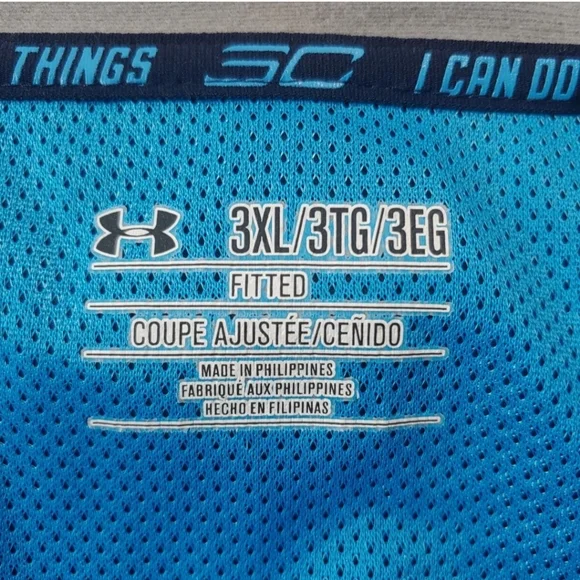 THINGS SC I CAN DO
3XL/3TG/3EG
FITTED
COUPE AJUSTÉE/CEÑIDO
MADE IN PHILIPPINES
FABRIQUÉ AUX PHILIPPINES
HECHO EN FILIPINAS